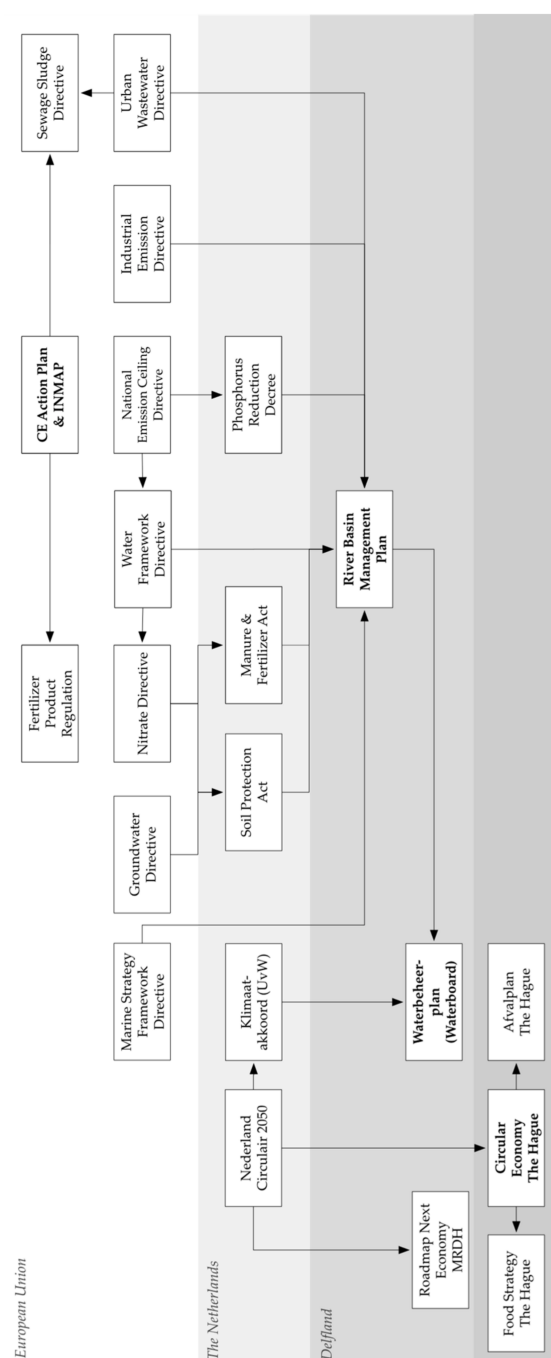 European Union
CE Action Plan
& INMAP
Fertilizer
Product
Regulation
Sewage Sludge
Directive
Marine Strategy
Framework
Directive
Groundwater
Directive
Nitrate Directive
Water
Framework
Directive
National
Emission Ceiling
Directive
Industrial
Emission
Directive
Urban
Wastewater
Directive
The Netherlands
Nederland
Circulair 2050
Klimaat-
akkoord (UvW)
Soil Protection
Act
Manure &
Fertilizer Act
Phosphorus
Reduction
Decree
Delfland
River Basin
Management
Plan
Roadmap Next
Economy
MRDH
Waterbeheer-
plan
(Waterboard)
Food Strategy
The Hague
Circular
Economy
The Hague
Afvalplan
The Hague